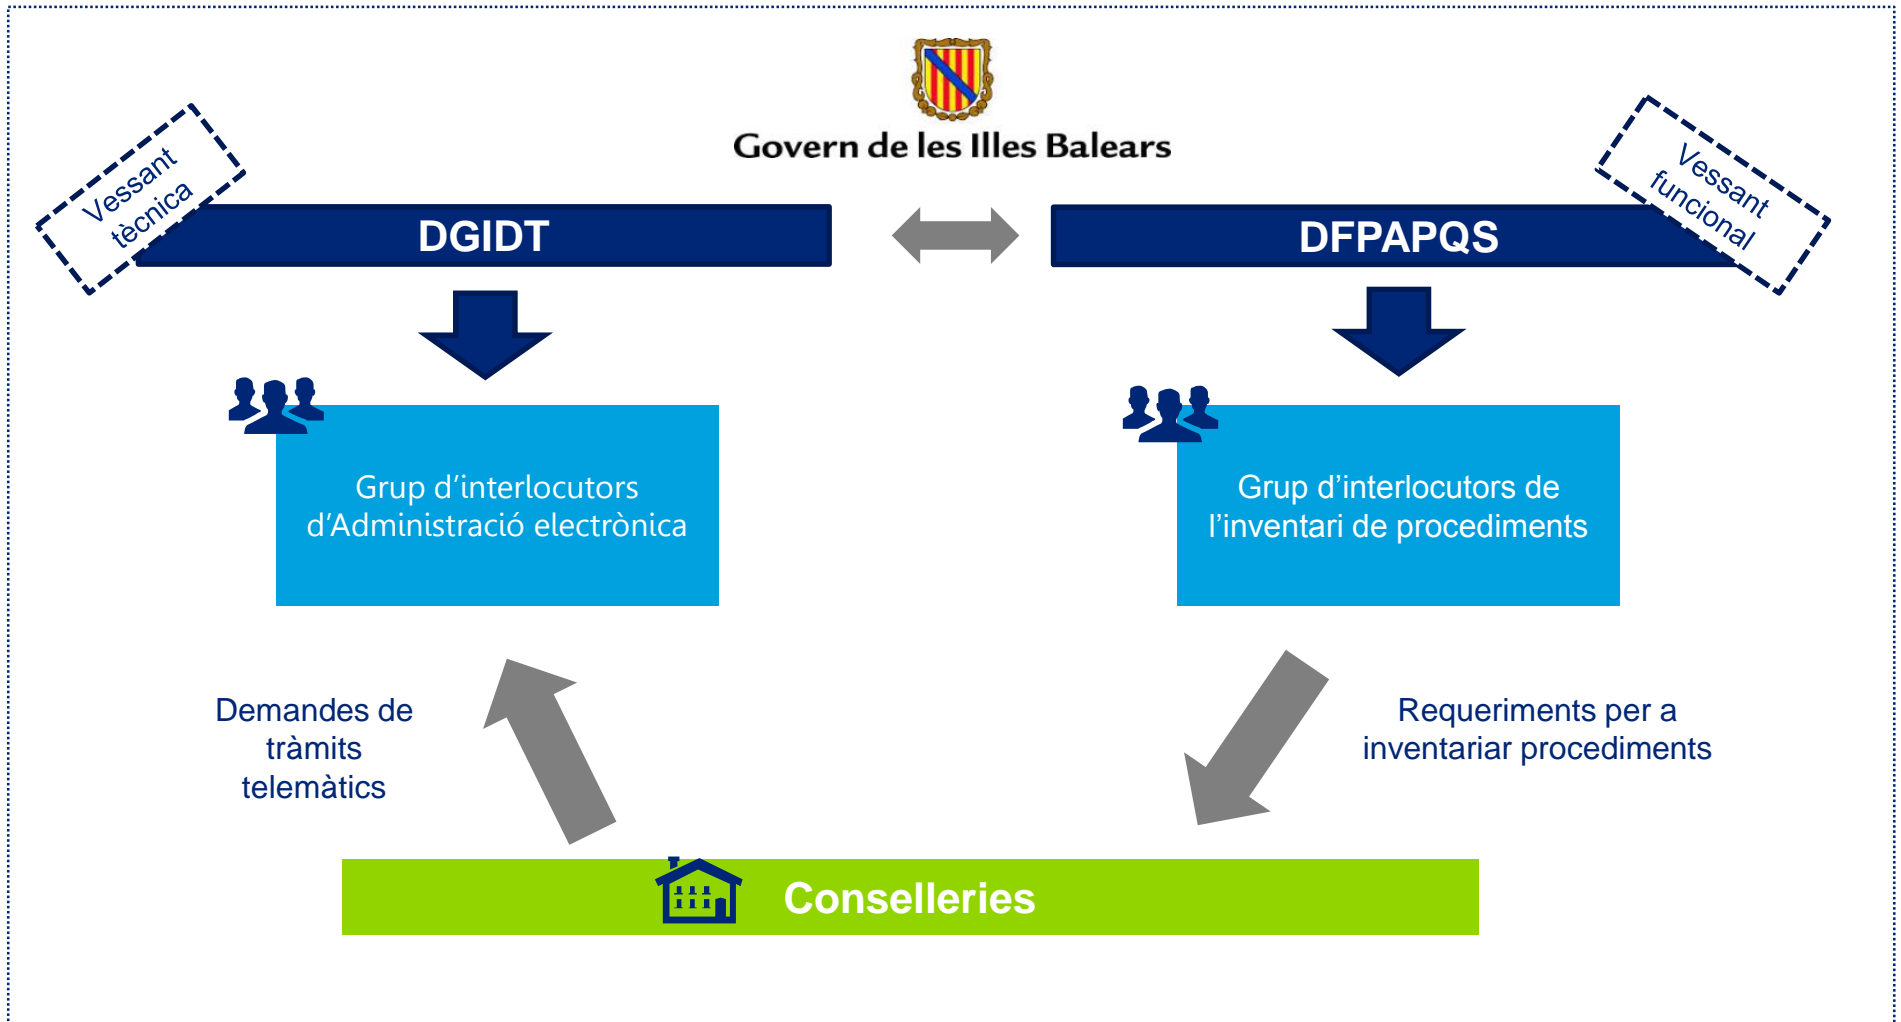 Govern de les Illes Balears
Vessant
tècnica
DGIDT
DFPAPQS
Vessant
funcional
Grup d’interlocutors
d’Administració electrònica
Grup d’interlocutors de
l’inventari de procediments
Demandes de
tràmits
telemàtics
Requeriments per a
inventariar procediments
Conselleries